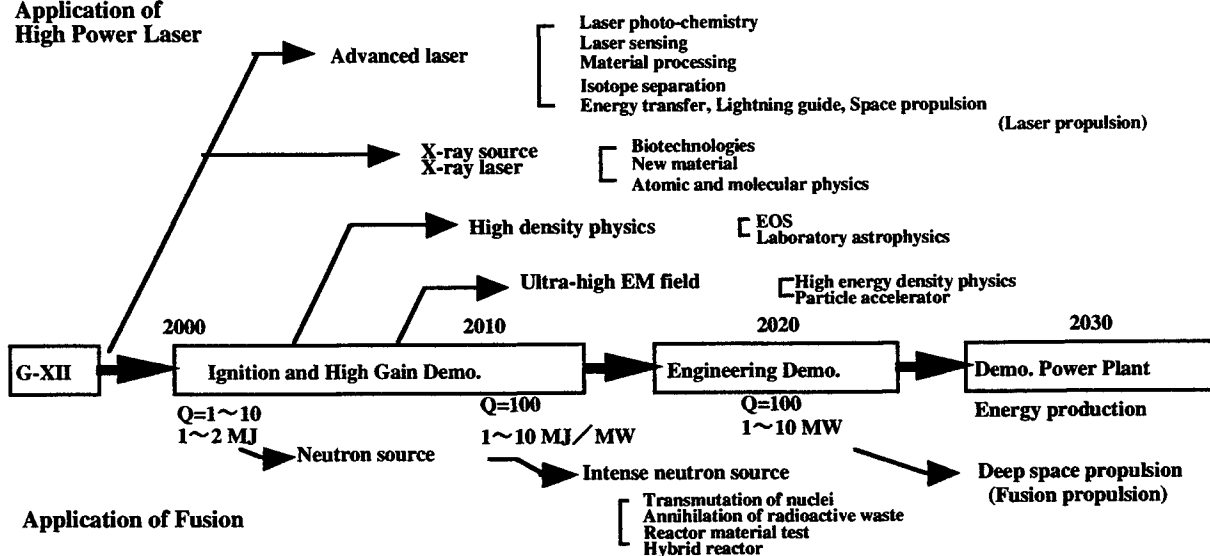 Application of
High Power Laser
Advanced laser
Laser photo-chemistry
Laser sensing
Material processing
Isotope separation
Energy transfer, Lightning guide, Space propulsion
(Laser propulsion)
X-ray source
X-ray laser
Biotechnologies
New material
Atomic and molecular physics
High density physics
EOS
Laboratory astrophysics
Ultra-high EM field
High energy density physics
Particle accelerator
2000
2010
2020
2030
G-XII
Ignition and High Gain Demo.
Engineering Demo.
Demo. Power Plant
Q=1～10
1～2 MJ
Q=100
1～10 MJ/MW
Q=100
1～10 MW
Energy production
Neutron source
Intense neutron source
Deep space propulsion
(Fusion propulsion)
Transmutation of nuclei
Annihilation of radioactive waste
Reactor material test
Hybrid reactor
Application of Fusion